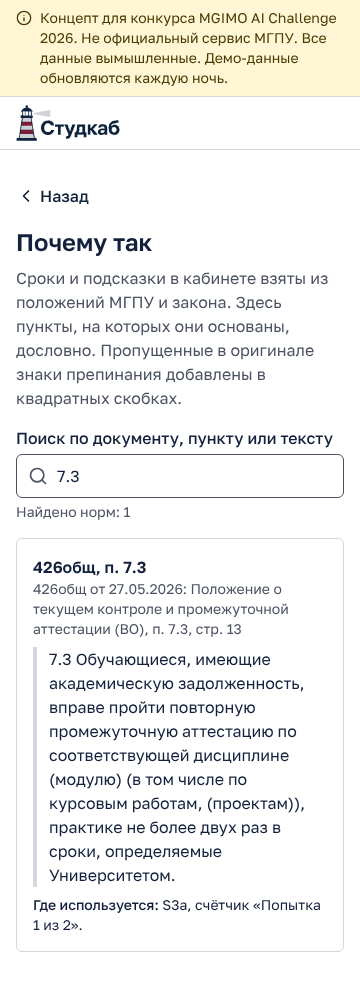 Концепт для конкурса MGIMO AI Challenge
2026. Не официальный сервис МГПУ. Все
данные вымышленные. Демо-данные
обновляются каждую ночь.
Студкаб
Назад
Почему так
Сроки и подсказки в кабинете взяты из
положений МГПУ и закона. Здесь
пункты, на которых они основаны,
дословно. Пропущенные в оригинале
знаки препинания добавлены в
квадратных скобках.
Поиск по документу, пункту или тексту
7.3
Найдено норм: 1
426общ, п. 7.3
426общ от 27.05.2026: Положение о
текущем контроле и промежуточной
аттестации (ВО), п. 7.3, стр. 13
7.3 Обучающиеся, имеющие
академическую задолженность,
вправе пройти повторную
промежуточную аттестацию по
соответствующей дисциплине
(модулю) (в том числе по
курсовым работам, (проектам)),
практике не более двух раз в
сроки, определяемые
Университетом.
Где используется: S3a, счётчик «Попытка
1 из 2».